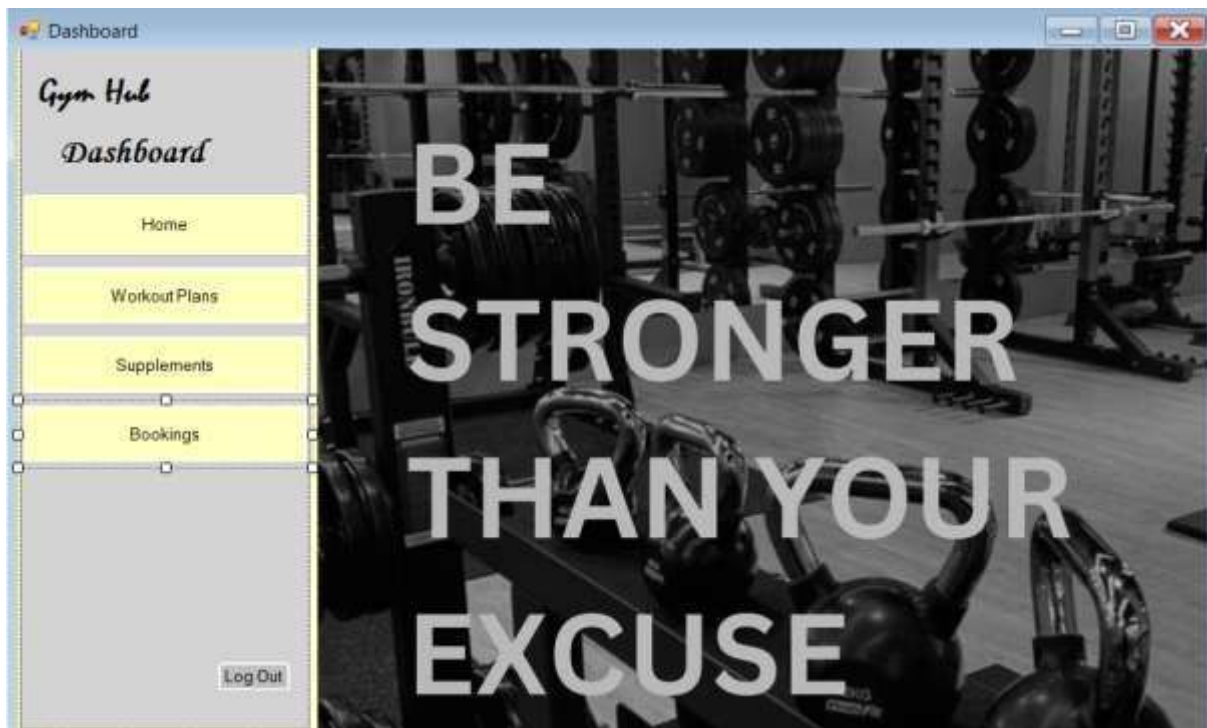 Dashboard
Gym Hub
Dashboard
Home
Workout Plans
Supplements
Bookings
Log Out
BE
STRONGER
THAN YOUR
EXCUSE